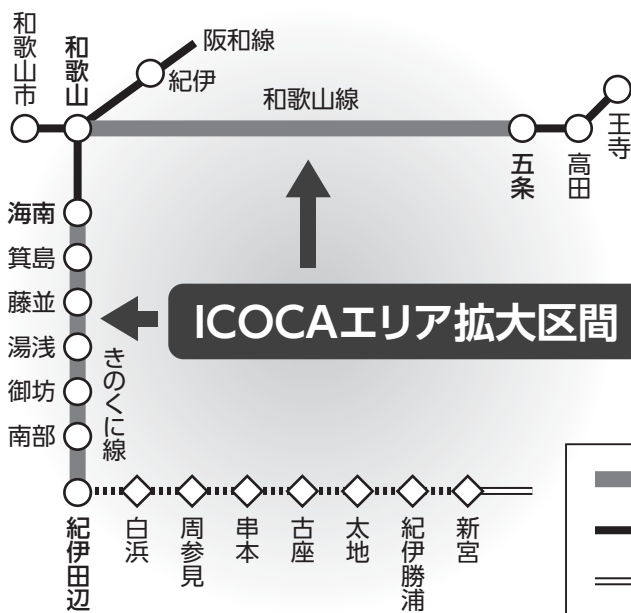 和歌山市
和歌山
阪和線
紀伊
和歌山線
五条
高田
王寺
海南
箕島
藤並
湯浅
御坊
南部
きのくに線
ICOCAエリア拡大区間
紀伊田辺
白浜
周参見
串本
古座
太地
紀伊勝浦
新宮